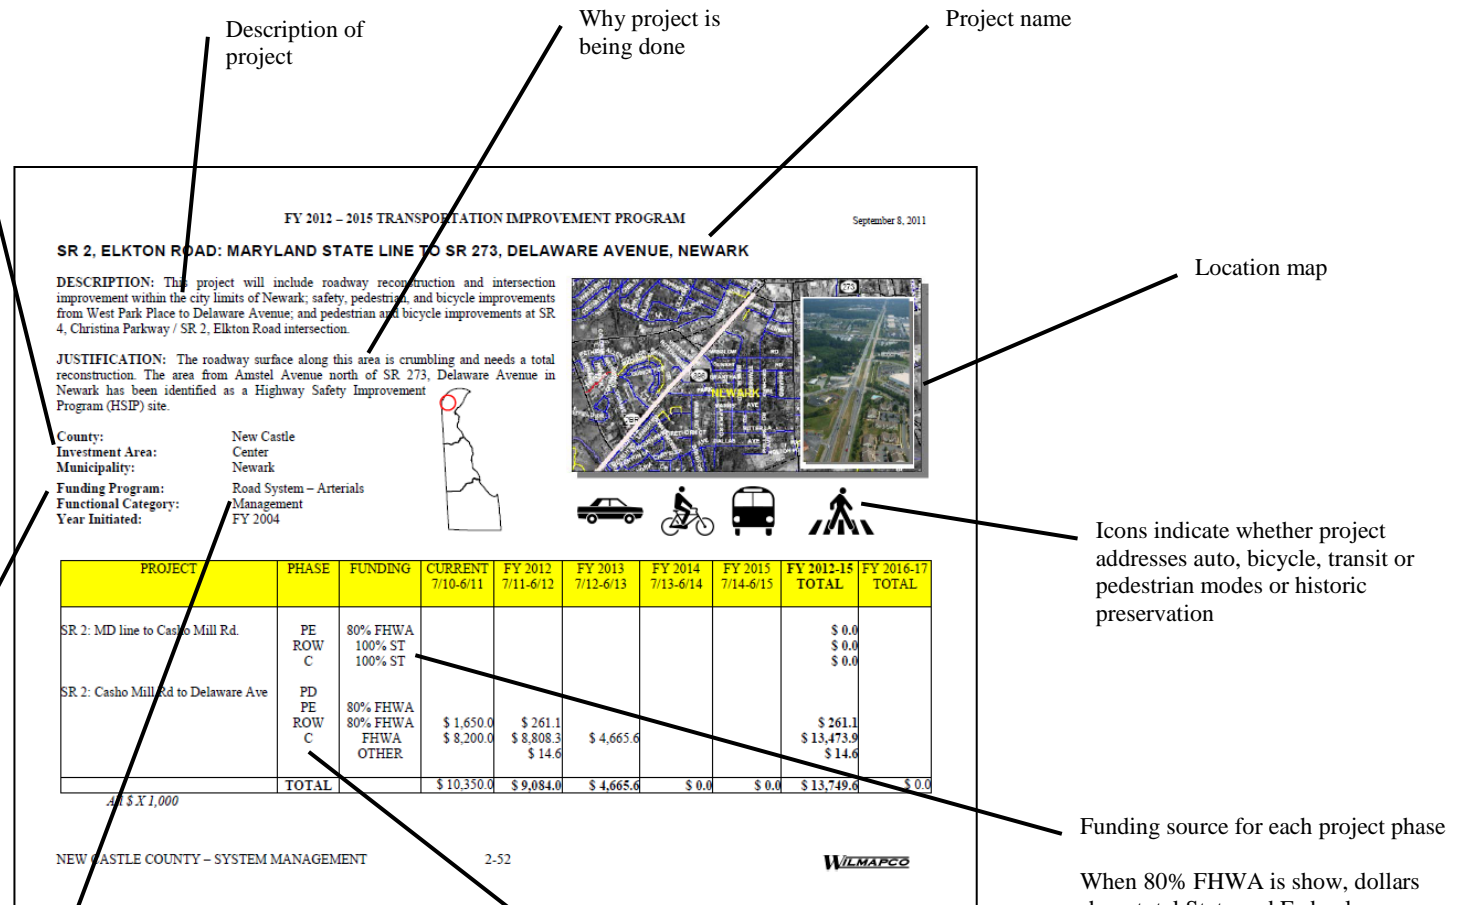 Description of
project
Why project is
being done
Project name
FY 2012 – 2015 TRANSPORTATION IMPROVEMENT PROGRAM
September 8, 2011
SR 2, ELKTON ROAD: MARYLAND STATE LINE TO SR 273, DELAWARE AVENUE, NEWARK
DESCRIPTION: This project will include roadway reconstruction and intersection
improvement within the city limits of Newark; safety, pedestrian, and bicycle improvements
from West Park Place to Delaware Avenue; and pedestrian and bicycle improvements at SR
4, Christina Parkway / SR 2, Elkton Road intersection.
JUSTIFICATION: The roadway surface along this area is crumbling and needs a total
reconstruction. The area from Amstel Avenue north of SR 273, Delaware Avenue in
Newark has been identified as a Highway Safety Improvement
Program (HSIP) site.
273
896
NEWARK
Location map
County: New Castle
Investment Area: Center
Municipality: Newark
Funding Program: Road System – Arterials
Functional Category: Management
Year Initiated: FY 2004
Icons indicate whether project
addresses auto, bicycle, transit or
pedestrian modes or historic
preservation
PROJECT PHASE FUNDING CURRENT FY 2012 FY 2013 FY 2014 FY 2015 FY 2012-15 FY 2016-17
7/10-6/11 7/11-6/12 7/12-6/13 7/13-6/14 7/14-6/15 TOTAL TOTAL
SR 2: MD line to Casho Mill Rd. PE 80% FHWA $ 0.0
ROW 100% ST $ 0.0
C 100% ST $ 0.0
SR 2: Casho Mill Rd to Delaware Ave PD
PE 80% FHWA
ROW 80% FHWA $ 1,650.0 $ 261.1 $ 261.1
C FHWA $ 8,200.0 $ 8,808.3 $ 4,665.6 $ 13,473.9
OTHER $ 14.6 $ 14.6
TOTAL $ 10,350.0 $ 9,084.0 $ 4,665.6 $ 0.0 $ 0.0 $ 13,749.6 $ 0.0
All $ X 1,000
Funding source for each project phase
NEW CASTLE COUNTY – SYSTEM MANAGEMENT 2-52 WILMAPCO
When 80% FHWA is show, dollars